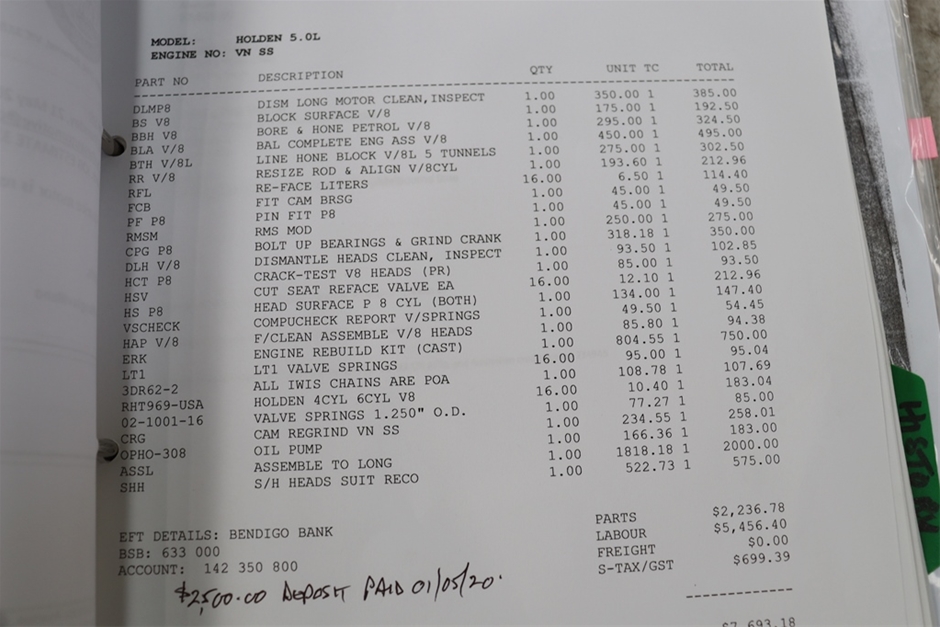 MODEL: HOLDEN 5.0L
ENGINE NO: VN SS
PART NO DESCRIPTION QTY UNIT TC TOTAL
DLMP8 DISM LONG MOTOR CLEAN,INSPECT 1.00 350.00 1 385.00
BS V8 BLOCK SURFACE V/8 1.00 175.00 1 192.50
BBH V8 BORE & HONE PETROL V/8 1.00 295.00 1 324.50
BLA V/8 BAL COMPLETE ENG ASS V/8 1.00 450.00 1 495.00
BTH V/8L LINE HONE BLOCK V/8L 5 TUNNELS 1.00 275.00 1 302.50
RR V/8 RESIZE ROD & ALIGN V/8CYL 1.00 193.60 1 212.96
RFL RE-FACE LITERS 16.00 6.50 1 114.40
FCB FIT CAM BRSG 1.00 45.00 1 49.50
PF P8 PIN FIT P8 1.00 45.00 1 49.50
RMSM RMS MOD 1.00 250.00 1 275.00
CPG P8 BOLT UP BEARINGS & GRIND CRANK 1.00 318.18 1 350.00
DLH V/8 DISMANTLE HEADS CLEAN, INSPECT 1.00 93.50 1 102.85
HCT P8 CRACK-TEST V8 HEADS (PR) 1.00 85.00 1 93.50
HSV CUT SEAT REFACE VALVE EA 16.00 12.10 1 212.96
HS P8 HEAD SURFACE P 8 CYL (BOTH) 1.00 134.00 1 147.40
VSCHECK COMPUCHECK REPORT V/SPRINGS 1.00 49.50 1 54.45
HAP V/8 F/CLEAN ASSEMBLE V/8 HEADS 1.00 85.80 1 94.38
ERK ENGINE REBUILD KIT (CAST) 1.00 804.55 1 750.00
LT1 LT1 VALVE SPRINGS 16.00 95.00 1 95.04
3DR62-2 ALL IWIS CHAINS ARE POA 1.00 108.78 1 107.69
RHT969-USA HOLDEN 4CYL 6CYL V8 16.00 10.40 1 183.04
02-1001-16 VALVE SPRINGS 1.250" O.D. 1.00 77.27 1 85.00
CRG CAM REGRIND VN SS 1.00 234.55 1 258.01
OPHO-308 OIL PUMP 1.00 166.36 1 183.00
ASSL ASSEMBLE TO LONG 1.00 1818.18 1 2000.00
SHH S/H HEADS SUIT RECO 1.00 522.73 1 575.00
PARTS $2,236.78
LABOUR $5,456.40
FREIGHT $0.00
S-TAX/GST $699.39
EFT DETAILS: BENDIGO BANK
BSB: 633 000
ACCOUNT: 142 350 800
$2,500.00 DEPOSIT PAID 01/05/20.